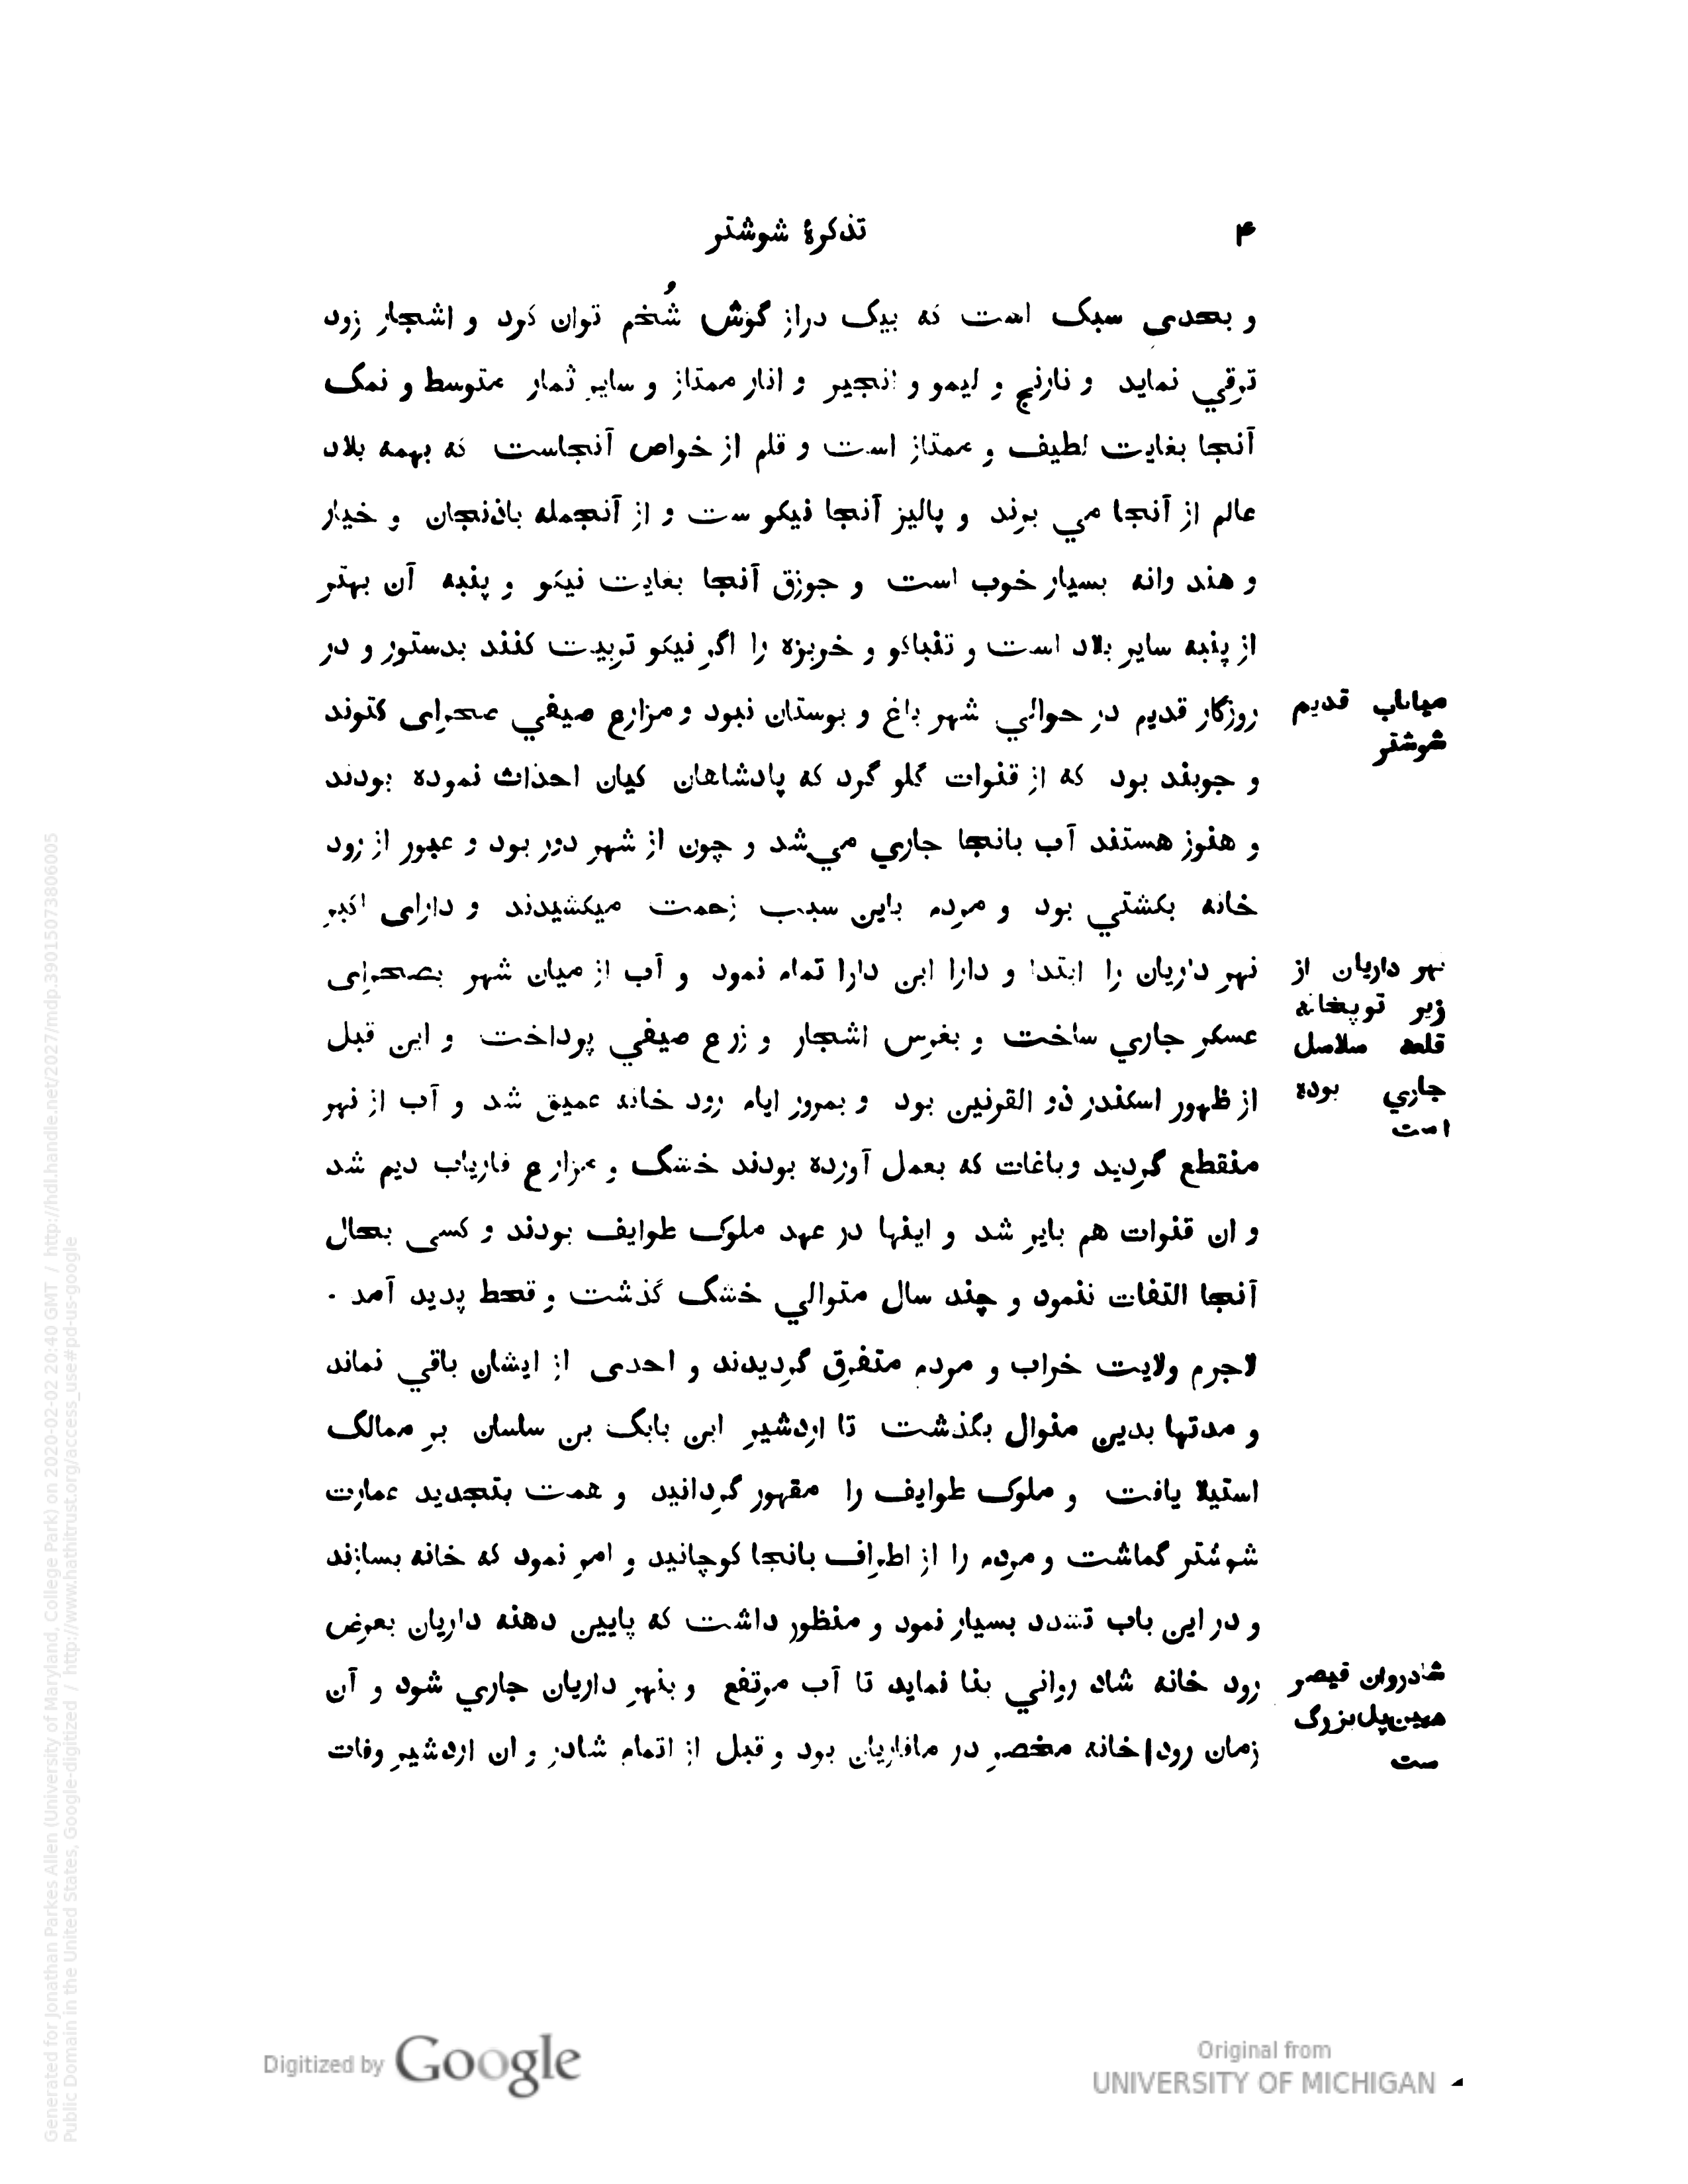 ۴
تذکرۀ شوشتر
و بحدی سبک است که بیک دراز گوش شُخم توان کرد و اشجار زود
ترقي نماید و نارنج و لیمو و انجیر و انار ممتاز و سایر ثمار متوسط و نمک
آنجا بغایت لطیف و ممتاز است و قلم از خواص آنجاست که بهمه بلاد
عالم از آنجا مي برند و پالیز آنجا نیکو ست و از آنجمله باذنجان و خیار
و هند وانه بسیار خوب است و جوزق آنجا بغایت نیکو و پنبه آن بهتر
از پنبه سایر بلاد است و تنباکو و خربزه را اگر نیکو تربیت کنند بدستور و در
میاناب قدیم
شوشتر
روزگار قدیم در حوالي شهر باغ و بوستان نبود و مزارع صیفي صحرای کتوند
و جوبند بود که از قنوات گلو گرد که پادشاهان کیان احداث نموده بودند
و هنوز هستند آب بانجا جاري مي‌شد و چون از شهر دور بود و عبور از رود
خانه بکشتي بود و مردم باین سبب زحمت میکشیدند و دارای اکبر
نهر داریان از
زیر توپخانه
قلعه سلاسل
جاري بوده
است
نهر داریان را ابتدا و دارا ابن دارا تمام نمود و آب از میان شهر بصحرای
عسکر جاري ساخت و بغرس اشجار و زرع صیفي پرداخت و این قبل
از ظهور اسکندر ذو القرنین بود و بمرور ایام رود خانه عمیق شد و آب از نهر
منقطع گردید و باغات که بعمل آورده بودند خشک و مزارع فاریاب دیم شد
و ان قنوات هم بایر شد و اینها در عهد ملوک طوایف بودند و کسی بحال
آنجا التفات ننمود و چند سال متوالي خشک گذشت و قحط پدید آمد ٠
لاجرم ولایت خراب و مردم متفرق گردیدند و احدی از ایشان باقي نماند
و مدتها بدین منوال بگذشت تا اردشیر ابن بابک بن سلسان بر ممالک
استیلا یافت و ملوک طوایف را مقهور گردانید و همت بتجدید عمارت
شوشتر گماشت و مردم را از اطراف بانجا کوچانید و امر نمود که خانه بسازند
و در این باب تشدد بسیار نمود و منظور داشت که پایین دهنه داریان بعرض
شادروان قیصر
همین پل بزرگ
ست
رود خانه شاد رواني بنا نماید تا آب مرتفع و بنهر داریان جاري شود و آن
زمان رود|خانه مخصر در مافاریان بود و قبل از اتمام شادر و ان اردشیر وفات
Digitized by Google
Original from
UNIVERSITY OF MICHIGAN
Generated for Jonathan Parkes Allen (University of Maryland, College Park) on 2020-02-02 20:40 GMT / http://hdl.handle.net/2027/mdp.39015073806005
Public Domain in the United States, Google-digitized / http://www.hathitrust.org/access_use#pd-us-google